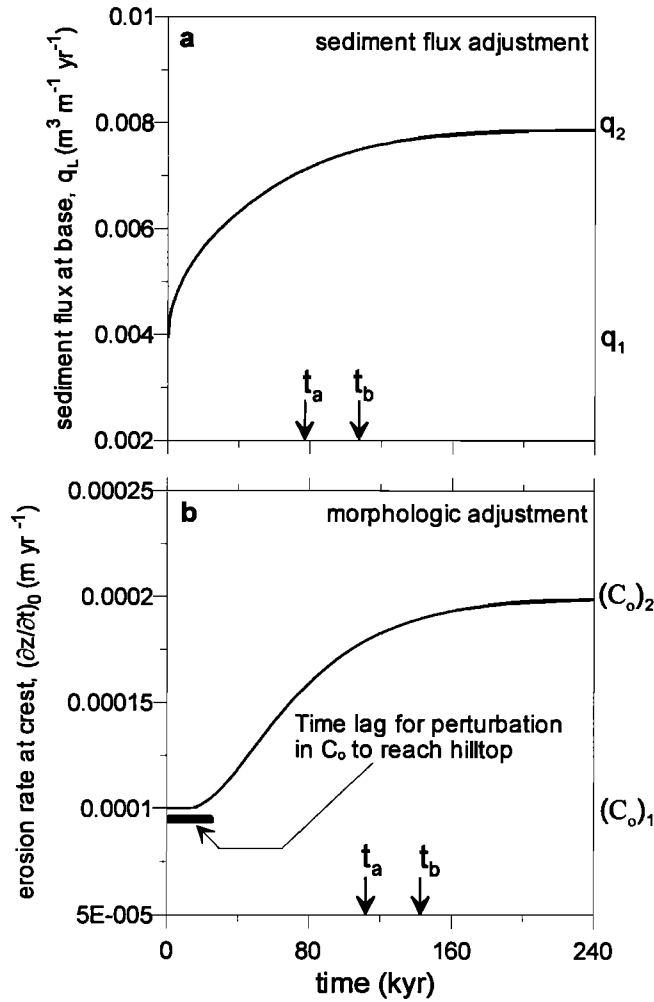 0.01
a sediment flux adjustment
sediment flux at base, q_L (m³ m⁻¹ yr⁻¹)
0.008
q₂
0.006
0.004
q₁
tₐ t_b
0.002
0.00025
b morphologic adjustment
erosion rate at crest, (∂z/∂t)₀ (m yr⁻¹)
0.0002
(Cₒ)₂
0.00015
Time lag for perturbation
in Cₒ to reach hilltop
0.0001
(Cₒ)₁
tₐ t_b
5E-005
0 80 160 240
time (kyr)